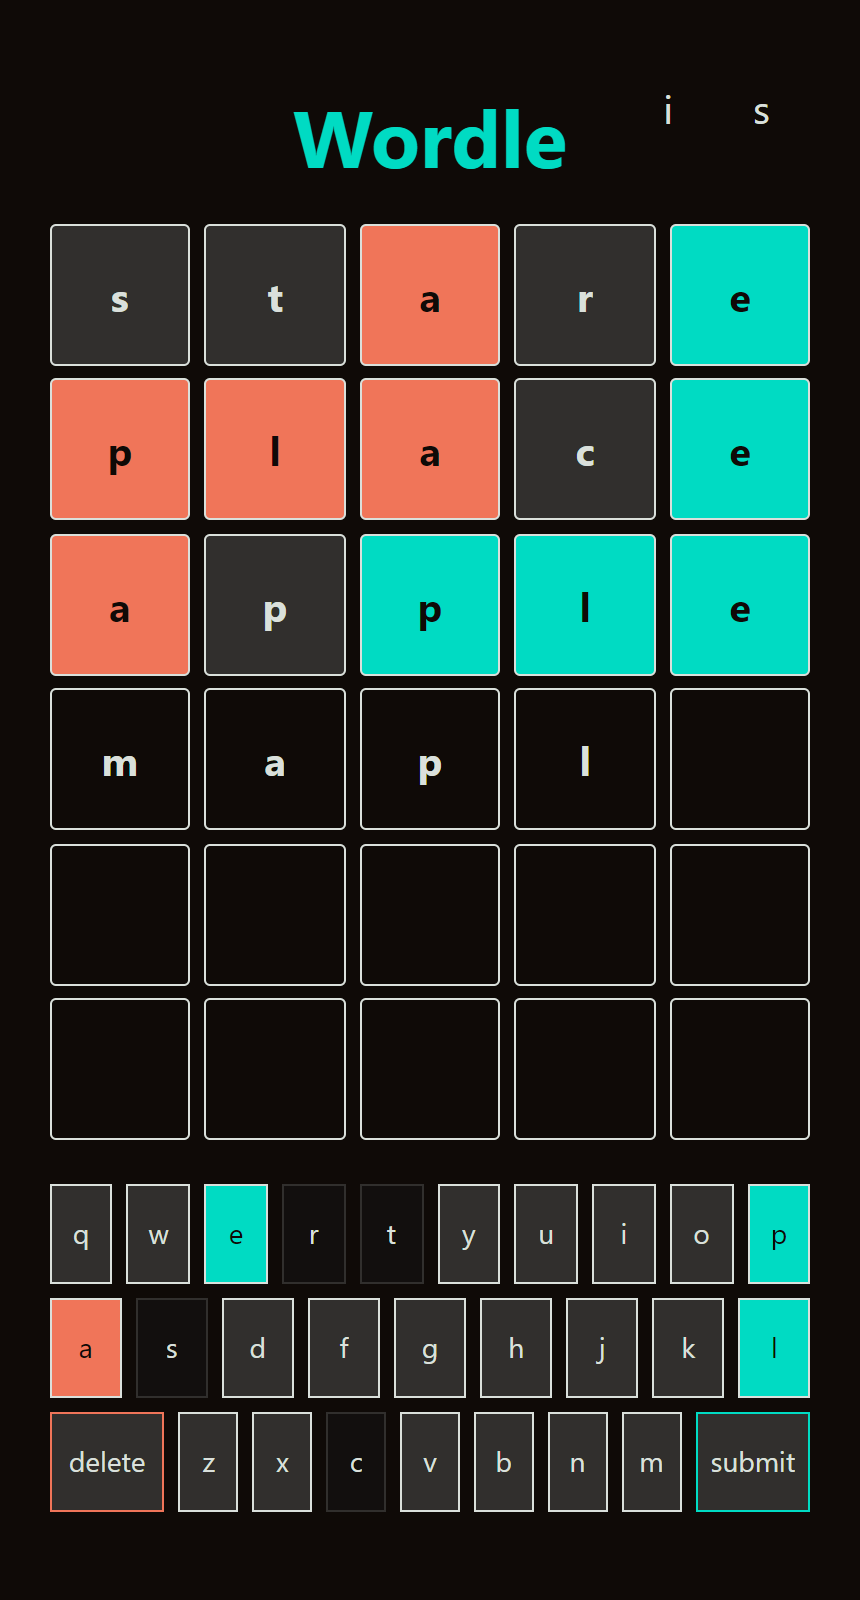 Wordle i s
s t a r e
p l a c e
a p p l e
m a p l
q w e r t y u i o p
a s d f g h j k l
delete z x c v b n m submit